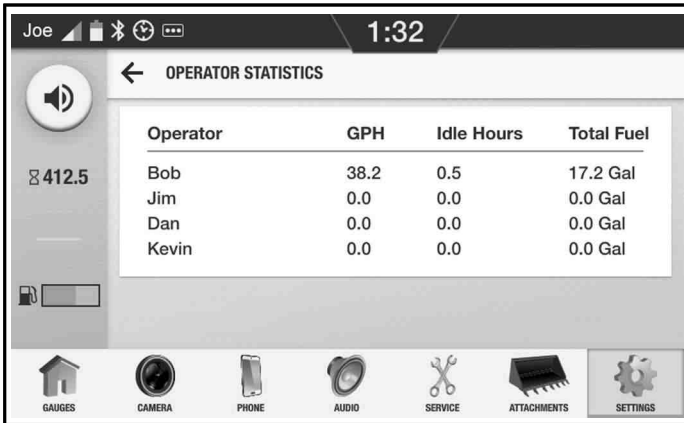 Joe 1:32
OPERATOR STATISTICS
412.5
Operator GPH Idle Hours Total Fuel
Bob 38.2 0.5 17.2 Gal
Jim 0.0 0.0 0.0 Gal
Dan 0.0 0.0 0.0 Gal
Kevin 0.0 0.0 0.0 Gal
GAUGES CAMERA PHONE AUDIO SERVICE ATTACHMENTS SETTINGS